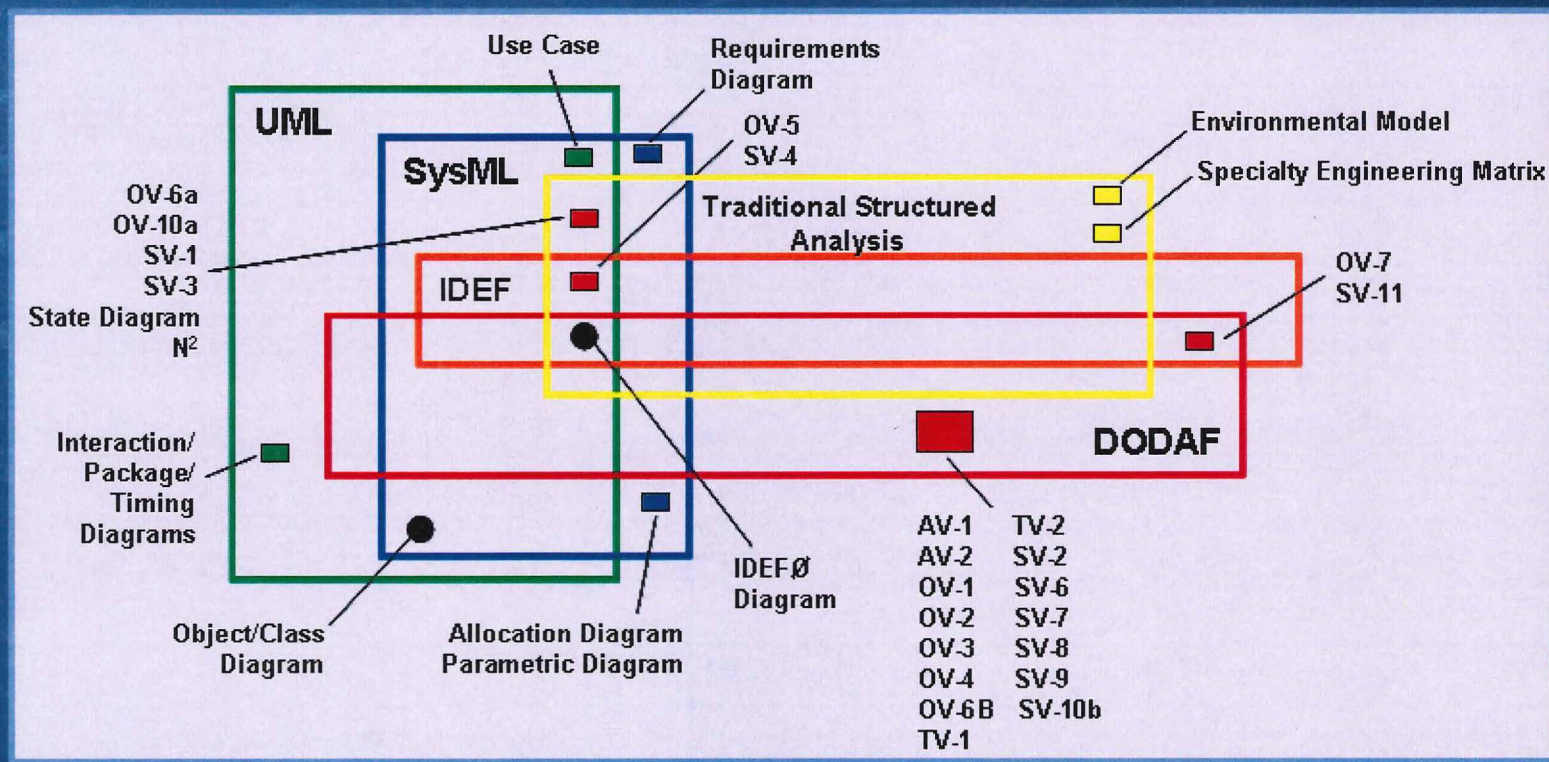 Use Case
Requirements
Diagram
UML
OV-5
SV-4
Environmental Model
SysML
Specialty Engineering Matrix
OV-6a
OV-10a
SV-1
SV-3
State Diagram
N²
Traditional Structured
Analysis
IDEF
OV-7
SV-11
Interaction/
Package/
Timing
Diagrams
DODAF
IDEFØ
Diagram
Object/Class
Diagram
Allocation Diagram
Parametric Diagram
AV-1 TV-2
AV-2 SV-2
OV-1 SV-6
OV-2 SV-7
OV-3 SV-8
OV-4 SV-9
OV-6B SV-10b
TV-1